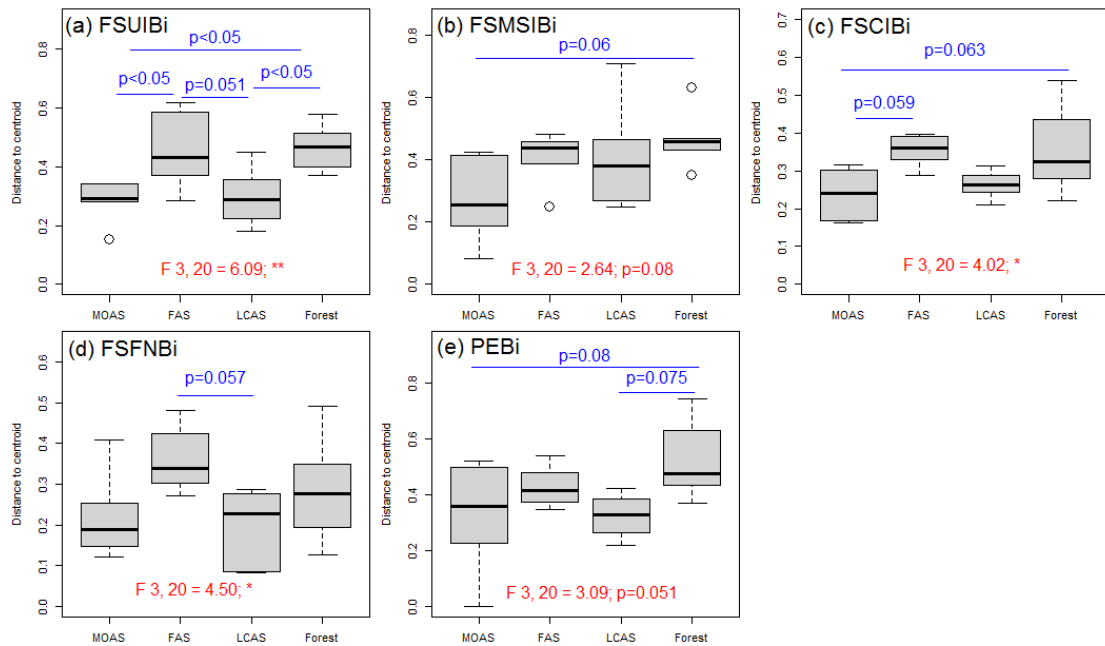 (a) FSUIBi
p<0.05
p<0.05
p=0.051
p<0.05
F 3, 20 = 6.09; **
Distance to centroid
0.0
0.2
0.4
0.6
0.8
MOAS FAS LCAS Forest
(b) FSMSIBi
p=0.06
F 3, 20 = 2.64; p=0.08
Distance to centroid
0.0
0.2
0.4
0.6
0.8
MOAS FAS LCAS Forest
(c) FSCIBi
p=0.063
p=0.059
F 3, 20 = 4.02; *
Distance to centroid
0.0
0.1
0.2
0.3
0.4
0.5
0.6
0.7
MOAS FAS LCAS Forest
(d) FSFNBi
p=0.057
F 3, 20 = 4.50; *
Distance to centroid
0.0
0.1
0.2
0.3
0.4
0.5
0.6
MOAS FAS LCAS Forest
(e) PEBi
p=0.08
p=0.075
F 3, 20 = 3.09; p=0.051
Distance to centroid
0.0
0.2
0.4
0.6
0.8
MOAS FAS LCAS Forest